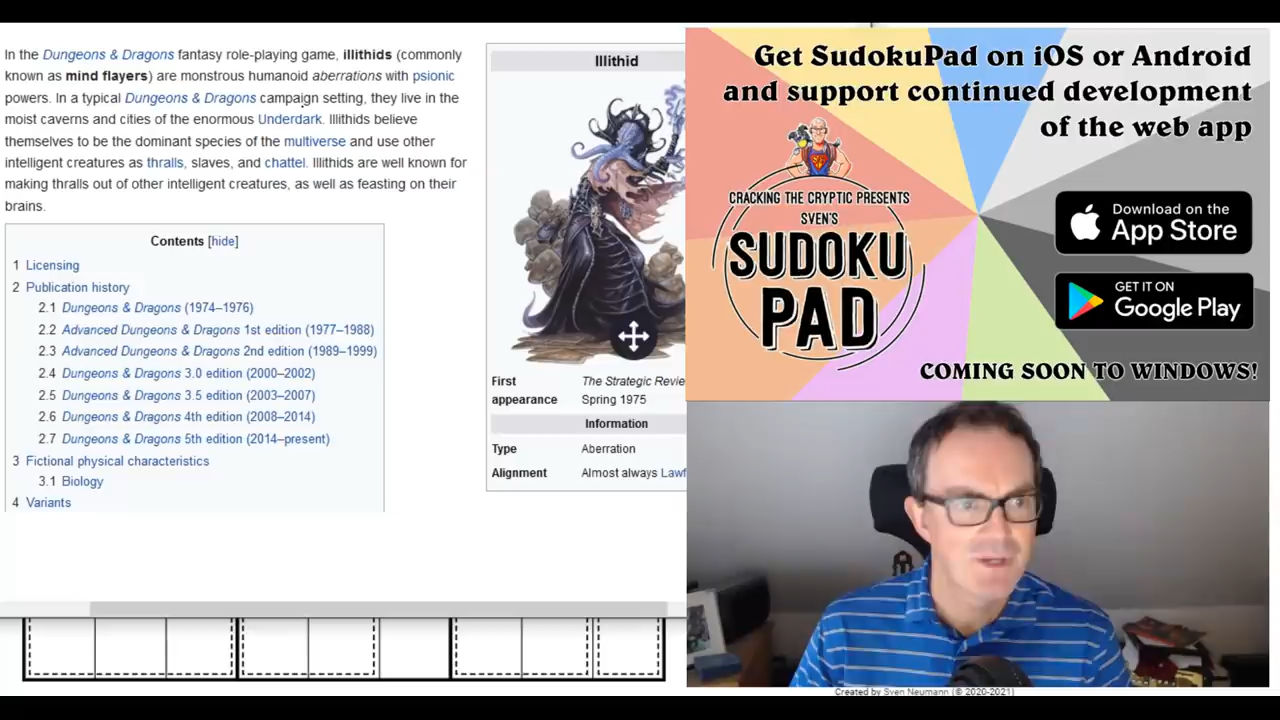 In the Dungeons & Dragons fantasy role-playing game, illithids (commonly
known as mind flayers) are monstrous humanoid aberrations with psionic
powers. In a typical Dungeons & Dragons campaign setting, they live in the
moist caverns and cities of the enormous Underdark. Illithids believe
themselves to be the dominant species of the multiverse and use other
intelligent creatures as thralls, slaves, and chattel. Illithids are well known for
making thralls out of other intelligent creatures, as well as feasting on their
brains.
Contents [hide]
1 Licensing
2 Publication history
2.1 Dungeons & Dragons (1974–1976)
2.2 Advanced Dungeons & Dragons 1st edition (1977–1988)
2.3 Advanced Dungeons & Dragons 2nd edition (1989–1999)
2.4 Dungeons & Dragons 3.0 edition (2000–2002)
2.5 Dungeons & Dragons 3.5 edition (2003–2007)
2.6 Dungeons & Dragons 4th edition (2008–2014)
2.7 Dungeons & Dragons 5th edition (2014–present)
3 Fictional physical characteristics
3.1 Biology
4 Variants
Illithid
First appearance
The Strategic Revie
Spring 1975
Information
Type Aberration
Alignment Almost always Lawf
Get SudokuPad on iOS or Android
and support continued development
of the web app
CRACKING THE CRYPTIC PRESENTS
SVEN'S
SUDOKU
PAD
Download on the
App Store
GET IT ON
Google Play
COMING SOON TO WINDOWS!
Created by Sven Neumann (© 2020-2021)